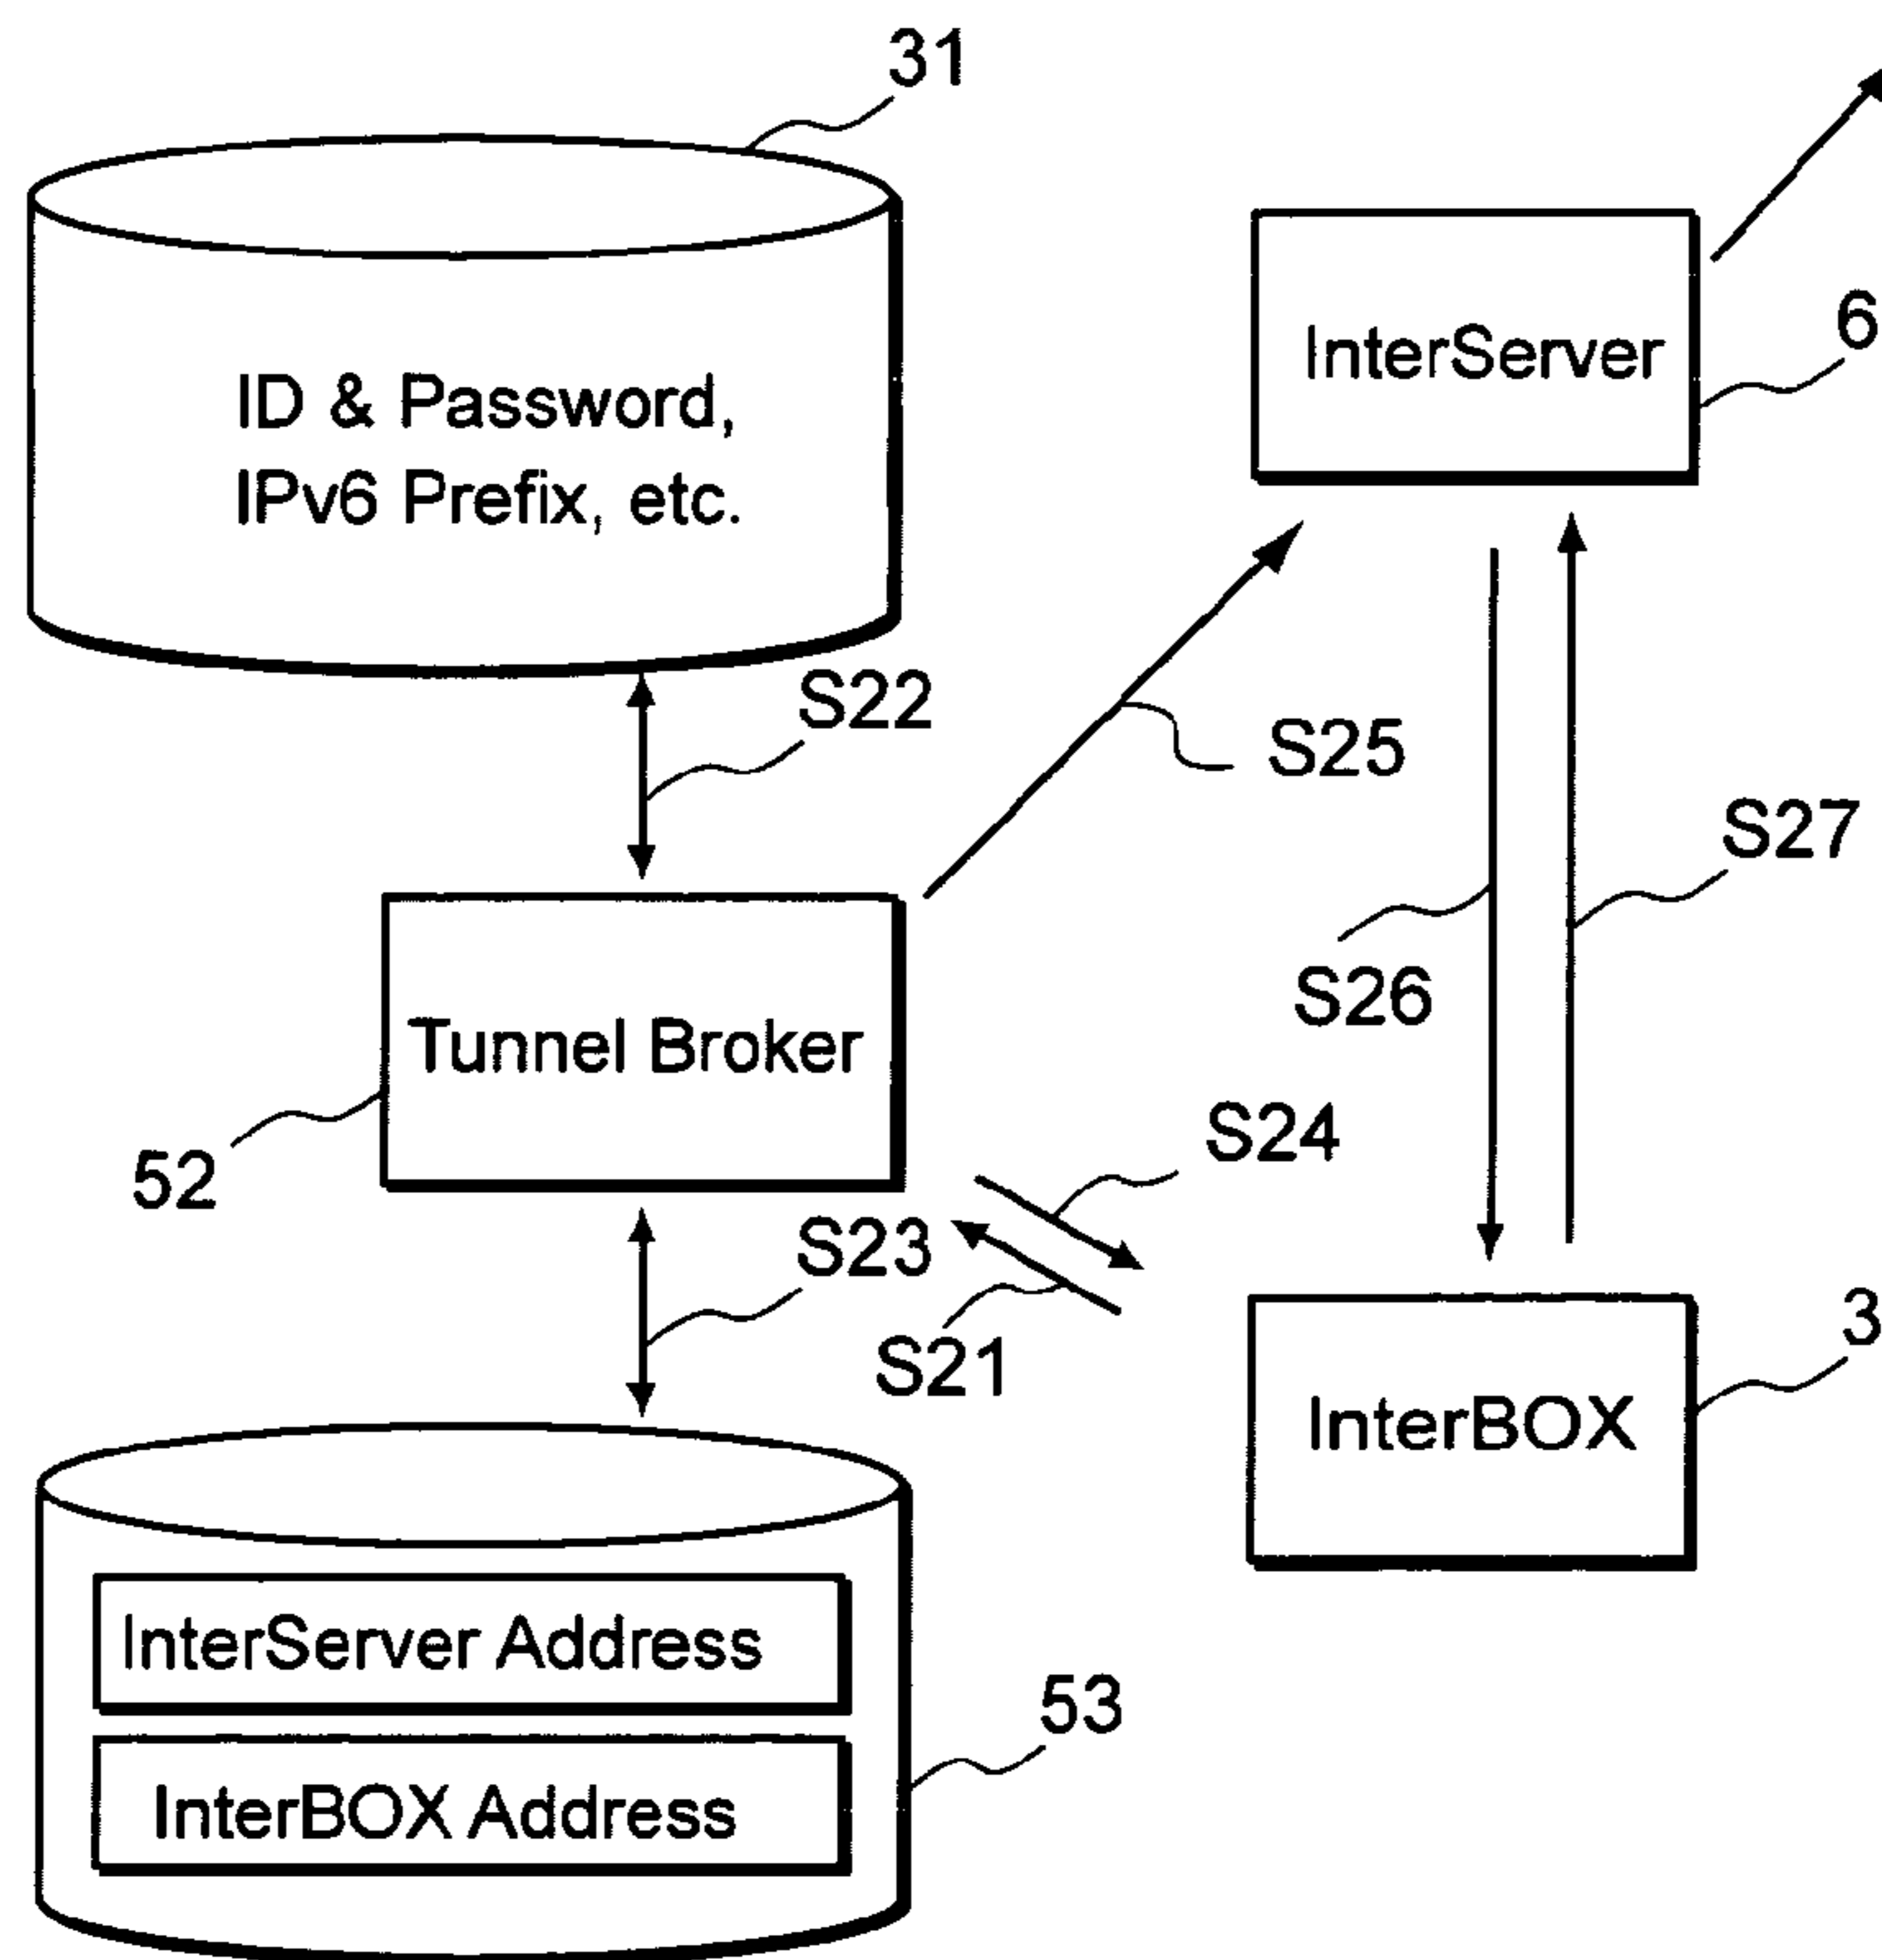 31
InterServer
6
ID & Password,
IPv6 Prefix, etc.
S22
S25
S27
S26
Tunnel Broker
S24
52
S23
S21
3
InterBOX
InterServer Address
53
InterBOX Address